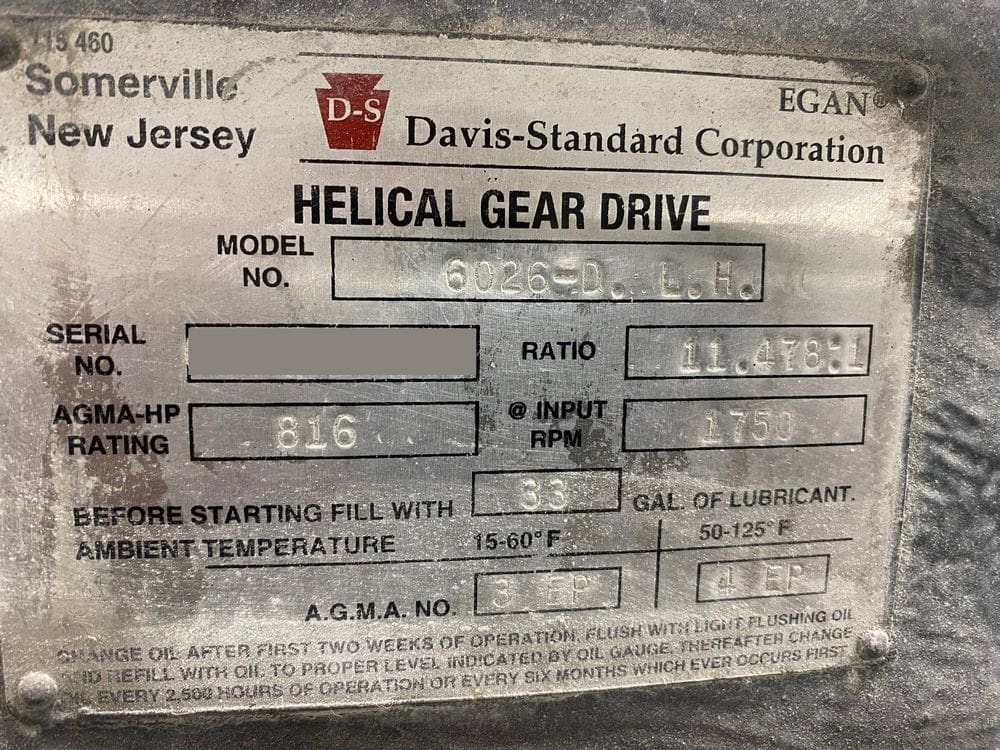 15 460
Somerville
New Jersey
D-S
EGAN®
Davis-Standard Corporation
HELICAL GEAR DRIVE
MODEL NO. 6026-D. L.H.
SERIAL NO.
RATIO 11.478:1
AGMA-HP RATING 816
@ INPUT RPM 1750
BEFORE STARTING FILL WITH 33 GAL. OF LUBRICANT.
AMBIENT TEMPERATURE 15-60°F 50-125°F
A.G.M.A. NO. 3 EP 4 EP
CHANGE OIL AFTER FIRST TWO WEEKS OF OPERATION. FLUSH WITH LIGHT FLUSHING OIL
REFILL WITH OIL TO PROPER LEVEL INDICATED BY OIL GAUGE. THEREAFTER CHANGE
EVERY 2,500 HOURS OF OPERATION OR EVERY SIX MONTHS WHICH EVER OCCURS FIRST